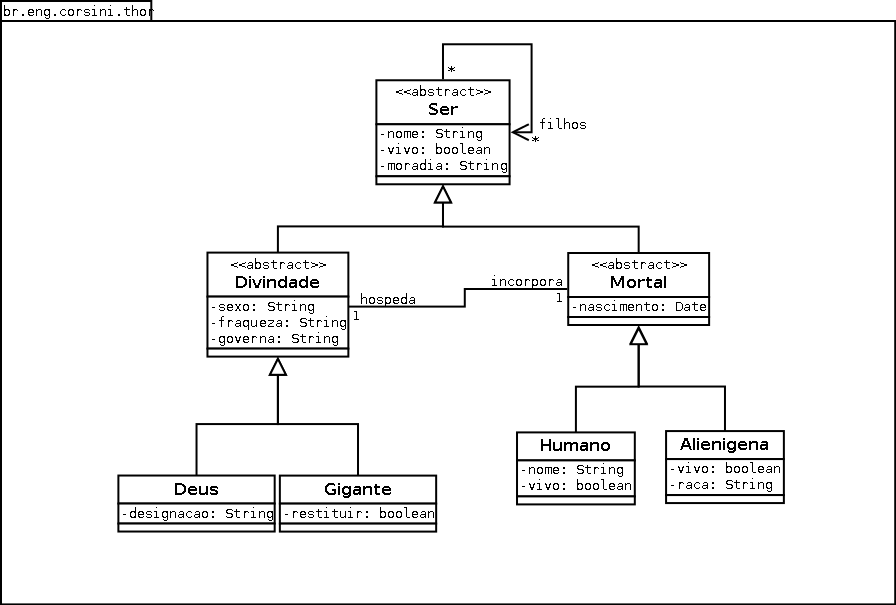 br.eng.corsini.thor
*
<<abstract>>
Ser
filhos
*
-nome: String
-vivo: boolean
-moradia: String
<<abstract>>
Divindade
-sexo: String
-fraqueza: String
-governa: String
hospeda
1
incorpora
1
<<abstract>>
Mortal
-nascimento: Date
Deus
-designacao: String
Gigante
-restituir: boolean
Humano
-nome: String
-vivo: boolean
Alienigena
-vivo: boolean
-raca: String